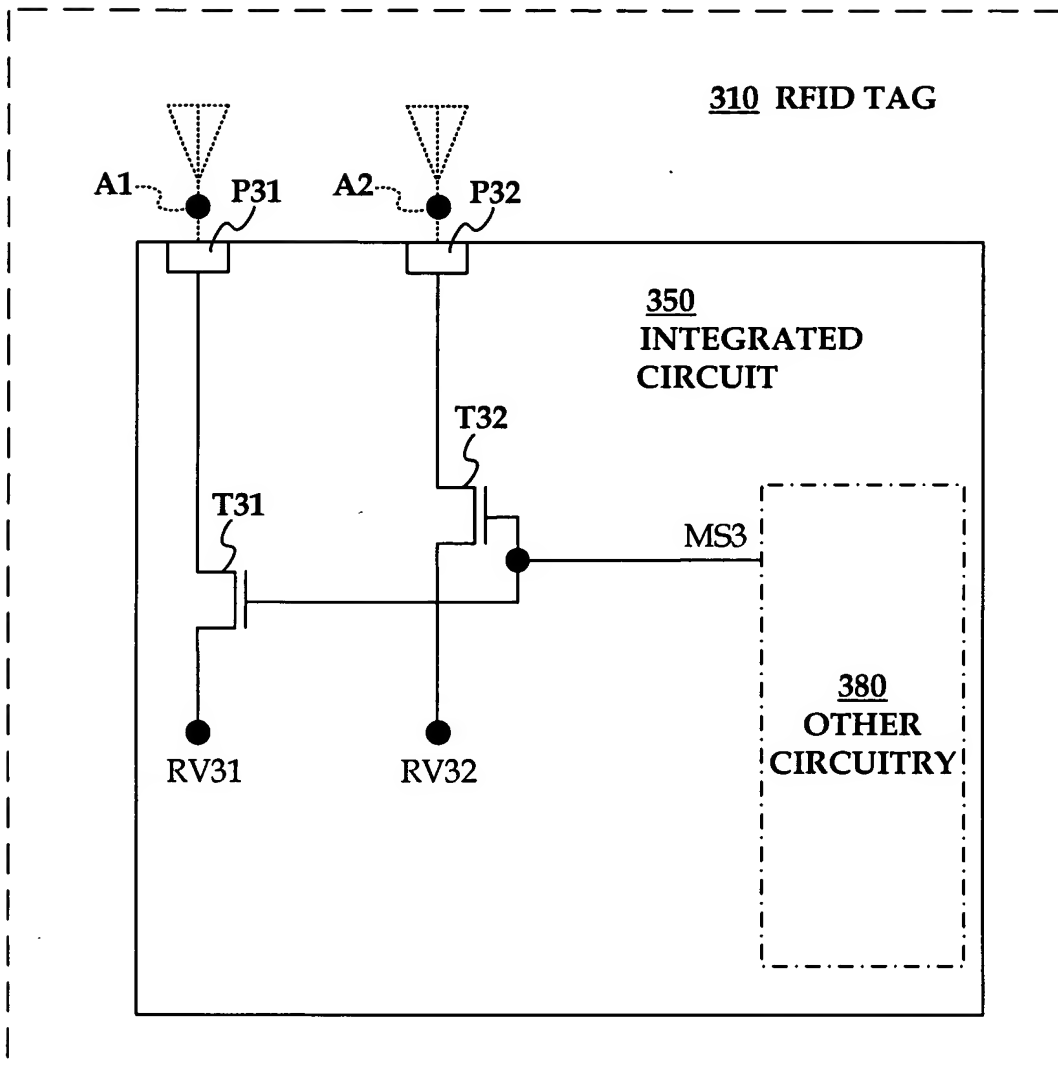 310 RFID TAG
A1
P31
A2
P32
350
INTEGRATED
CIRCUIT
T32
T31
MS3
380
OTHER
CIRCUITRY
RV31
RV32